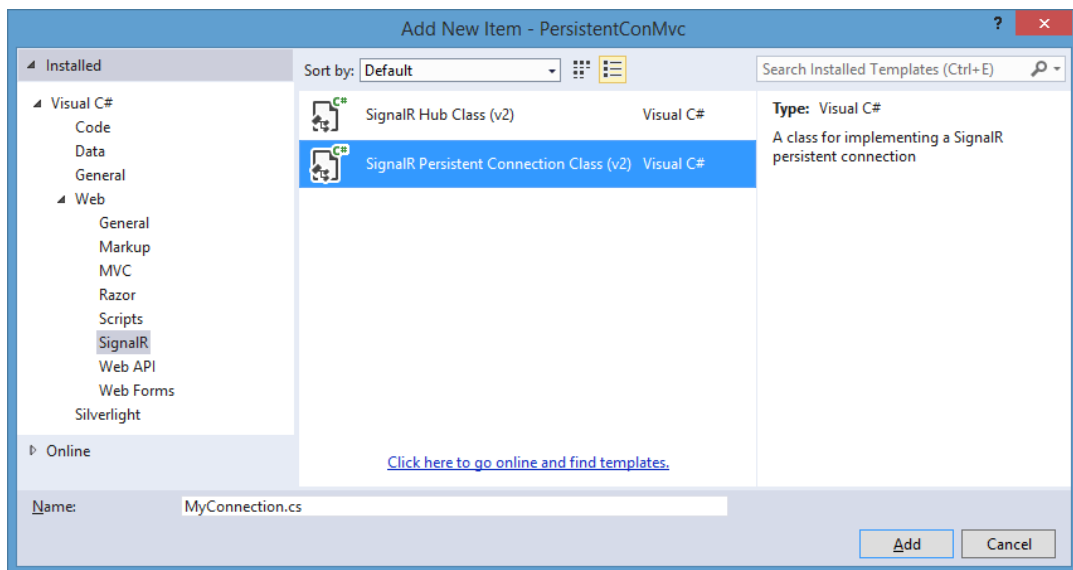 Add New Item - PersistentConMvc
?
Installed
Sort by: Default
Search Installed Templates (Ctrl+E)
Visual C#
Code
Data
General
Web
General
Markup
MVC
Razor
Scripts
SignalR
Web API
Web Forms
Silverlight
Online
C# SignalR Hub Class (v2) Visual C#
C# SignalR Persistent Connection Class (v2) Visual C#
Click here to go online and find templates.
Type: Visual C#
A class for implementing a SignalR
persistent connection
Name: MyConnection.cs
Add Cancel